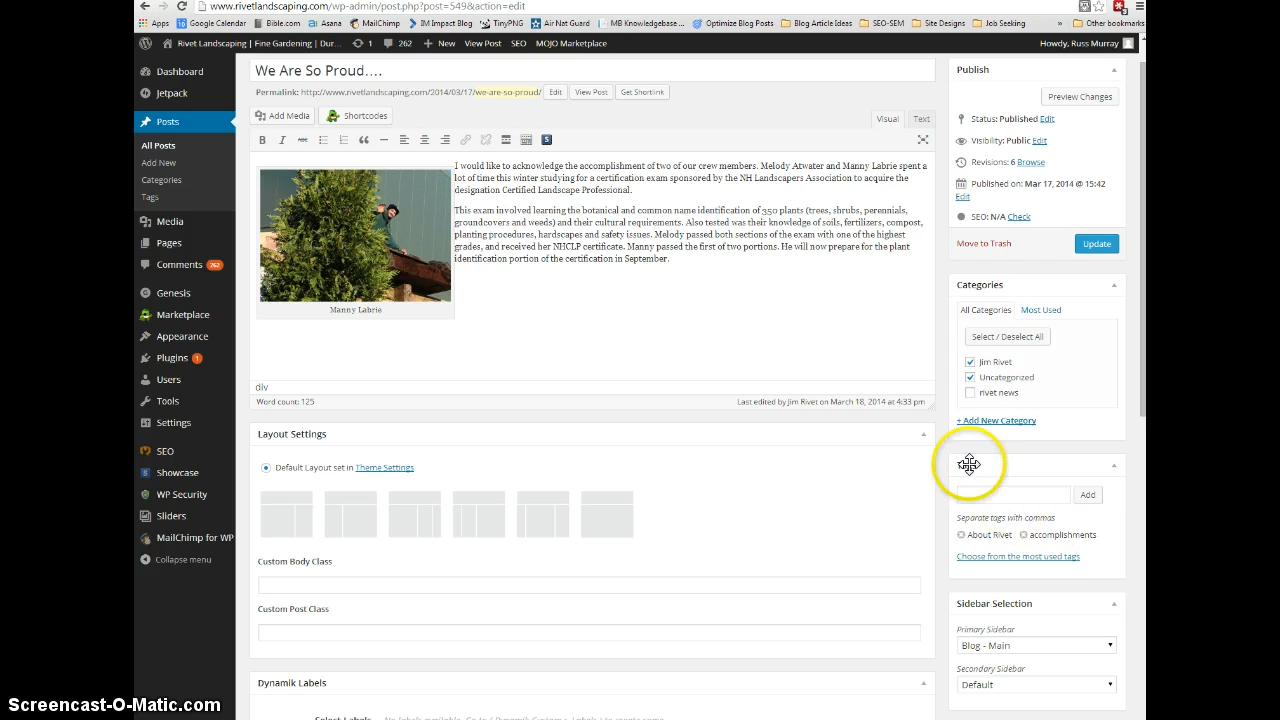 www.rivetlandscaping.com/wp-admin/post.php?post=549&action=edit
Apps Google Calendar Bible.com Asana MailChimp BM Impact Blog TinyPNG Air Nat Guard MB Knowledgebase ... Optimize Blog Posts Blog Article Ideas SEO-SEM Site Designs Job Seeking » Other bookmarks
Rivet Landscaping | Fine Gardening | Dur... 1 262 New View Post SEO MOJO Marketplace Howdy, Russ Murray
Dashboard
Jetpack
Posts
All Posts
Add New
Categories
Tags
Media
Pages
Comments 262
Genesis
Marketplace
Appearance
Plugins 1
Users
Tools
Settings
SEO
Showcase
WP Security
Sliders
MailChimp for WP
Collapse menu
We Are So Proud....
Permalink: http://www.rivetlandscaping.com/2014/03/17/we-are-so-proud/ Edit View Post Get Shortlink
Add Media Shortcodes
Visual Text
B I ABC S
I would like to acknowledge the accomplishment of two of our crew members. Melody Atwater and Manny Labrie spent a
lot of time this winter studying for a certification exam sponsored by the NH Landscapers Association to acquire the
designation Certified Landscape Professional.
This exam involved learning the botanical and common name identification of 350 plants (trees, shrubs, perennials,
groundcovers and weeds) and their cultural requirements. Also tested was their knowledge of soils, fertilizers, compost,
planting procedures, hardscapes and safety issues. Melody passed both sections of the exam with one of the highest
grades, and received her NHCLP certificate. Manny passed the first of two portions. He will now prepare for the plant
identification portion of the certification in September.
Manny Labrie
div
Word count: 125 Last edited by Jim Rivet on March 18, 2014 at 4:33 pm
Layout Settings
Default Layout set in Theme Settings
Custom Body Class
Custom Post Class
Dynamik Labels
Publish
Preview Changes
Status: Published Edit
Visibility: Public Edit
Revisions: 6 Browse
Published on: Mar 17, 2014 @ 15:42
Edit
SEO: N/A Check
Move to Trash Update
Categories
All Categories Most Used
Select / Deselect All
Jim Rivet
Uncategorized
rivet news
+ Add New Category
Add
Separate tags with commas
About Rivet accomplishments
Choose from the most used tags
Sidebar Selection
Primary Sidebar
Blog - Main
Secondary Sidebar
Default
Screencast-O-Matic.com